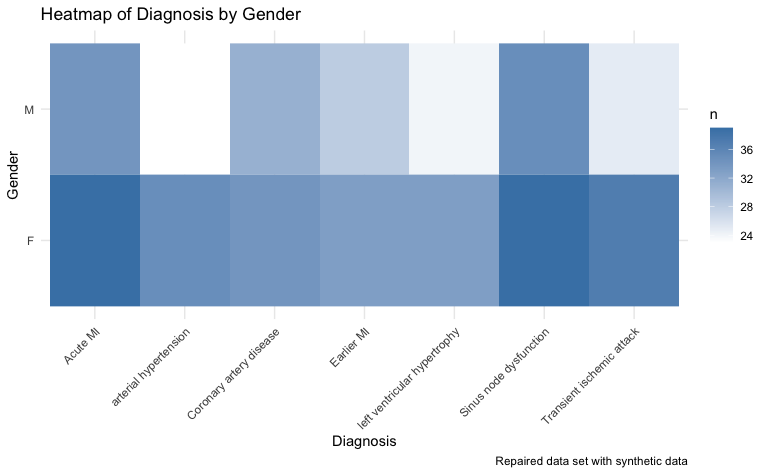 Heatmap of Diagnosis by Gender
Gender
M
F
n
36
32
28
24
Acute MI
arterial hypertension
Coronary artery disease
Earlier MI
left ventricular hypertrophy
Sinus node dysfunction
Transient ischemic attack
Diagnosis
Repaired data set with synthetic data